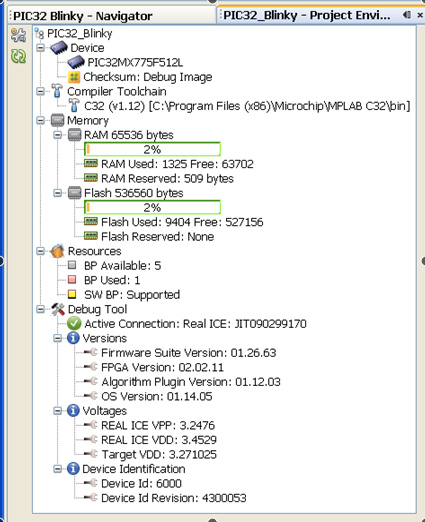 PIC32 Blinky - Navigator
PIC32_Blinky - Project Envi...
PIC32_Blinky
Device
PIC32MX775F512L
Checksum: Debug Image
Compiler Toolchain
C32 (v1.12) [C:\Program Files (x86)\Microchip\MPLAB C32\bin]
Memory
RAM 65536 bytes
2%
RAM Used: 1325 Free: 63702
RAM Reserved: 509 bytes
Flash 536560 bytes
2%
Flash Used: 9404 Free: 527156
Flash Reserved: None
Resources
BP Available: 5
BP Used: 1
SW BP: Supported
Debug Tool
Active Connection: Real ICE: JIT090299170
Versions
Firmware Suite Version: 01.26.63
FPGA Version: 02.02.11
Algorithm Plugin Version: 01.12.03
OS Version: 01.14.05
Voltages
REAL ICE VPP: 3.2476
REAL ICE VDD: 3.4529
Target VDD: 3.271025
Device Identification
Device Id: 6000
Device Id Revision: 4300053